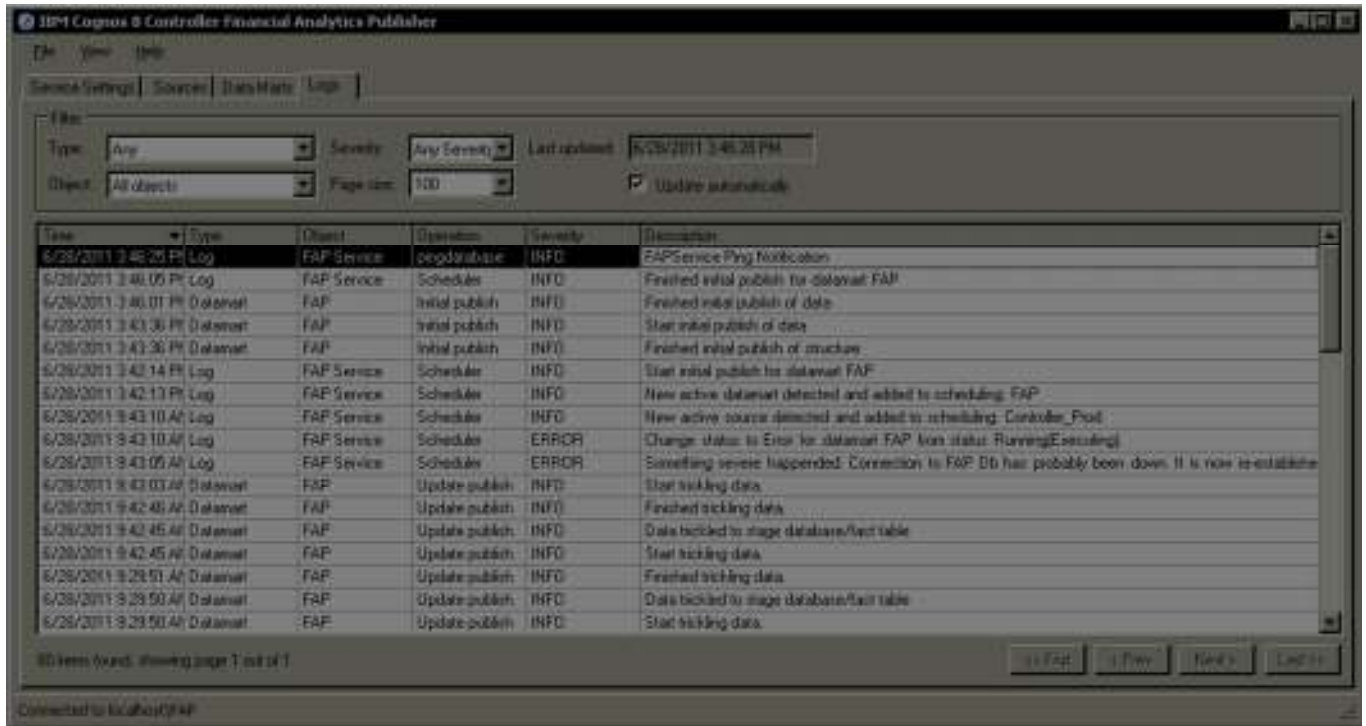 IBM Cognos 8 Controller Financial Analytics Publisher
File View Help
Service Settings Sources Data Marts Logs
Filter
Type: Any Severity: Any Severity Last updated: 6/28/2011 3:46:28 PM
Object: All objects Page size: 100 Update automatically
Time Type Object Operation Severity Description
6/28/2011 3:46:25 PM Log FAP Service pingdatabase INFO FAPService Ping Notification
6/28/2011 3:46:05 PM Log FAP Service Scheduler INFO Finished initial publish for datamart FAP
6/28/2011 3:46:01 PM Datamart FAP Initial publish INFO Finished initial publish of data
6/28/2011 3:43:36 PM Datamart FAP Initial publish INFO Start initial publish of data
6/28/2011 3:43:36 PM Datamart FAP Initial publish INFO Finished initial publish of structure
6/28/2011 3:42:14 PM Log FAP Service Scheduler INFO Start initial publish for datamart FAP
6/28/2011 3:42:13 PM Log FAP Service Scheduler INFO New active datamart detected and added to scheduling: FAP
6/28/2011 9:43:10 AM Log FAP Service Scheduler INFO New active source detected and added to scheduling: Controller_Prod
6/28/2011 9:43:10 AM Log FAP Service Scheduler ERROR Change status to Error for datamart FAP from status Running(Executing)
6/28/2011 9:43:05 AM Log FAP Service Scheduler ERROR Something severe happended. Connection to FAP Db has probably been down. It is now re-establishe
6/28/2011 9:43:03 AM Datamart FAP Update publish INFO Start trickling data.
6/28/2011 9:42:46 AM Datamart FAP Update publish INFO Finished trickling data.
6/28/2011 9:42:45 AM Datamart FAP Update publish INFO Data trickled to stage database/fact table
6/28/2011 9:42:45 AM Datamart FAP Update publish INFO Start trickling data.
6/28/2011 9:29:51 AM Datamart FAP Update publish INFO Finished trickling data.
6/28/2011 9:29:50 AM Datamart FAP Update publish INFO Data trickled to stage database/fact table
6/28/2011 9:29:50 AM Datamart FAP Update publish INFO Start trickling data.
items found, showing page 1 out of 1
<< First < Prev Next > Last >>
Connected to localhost\FAP